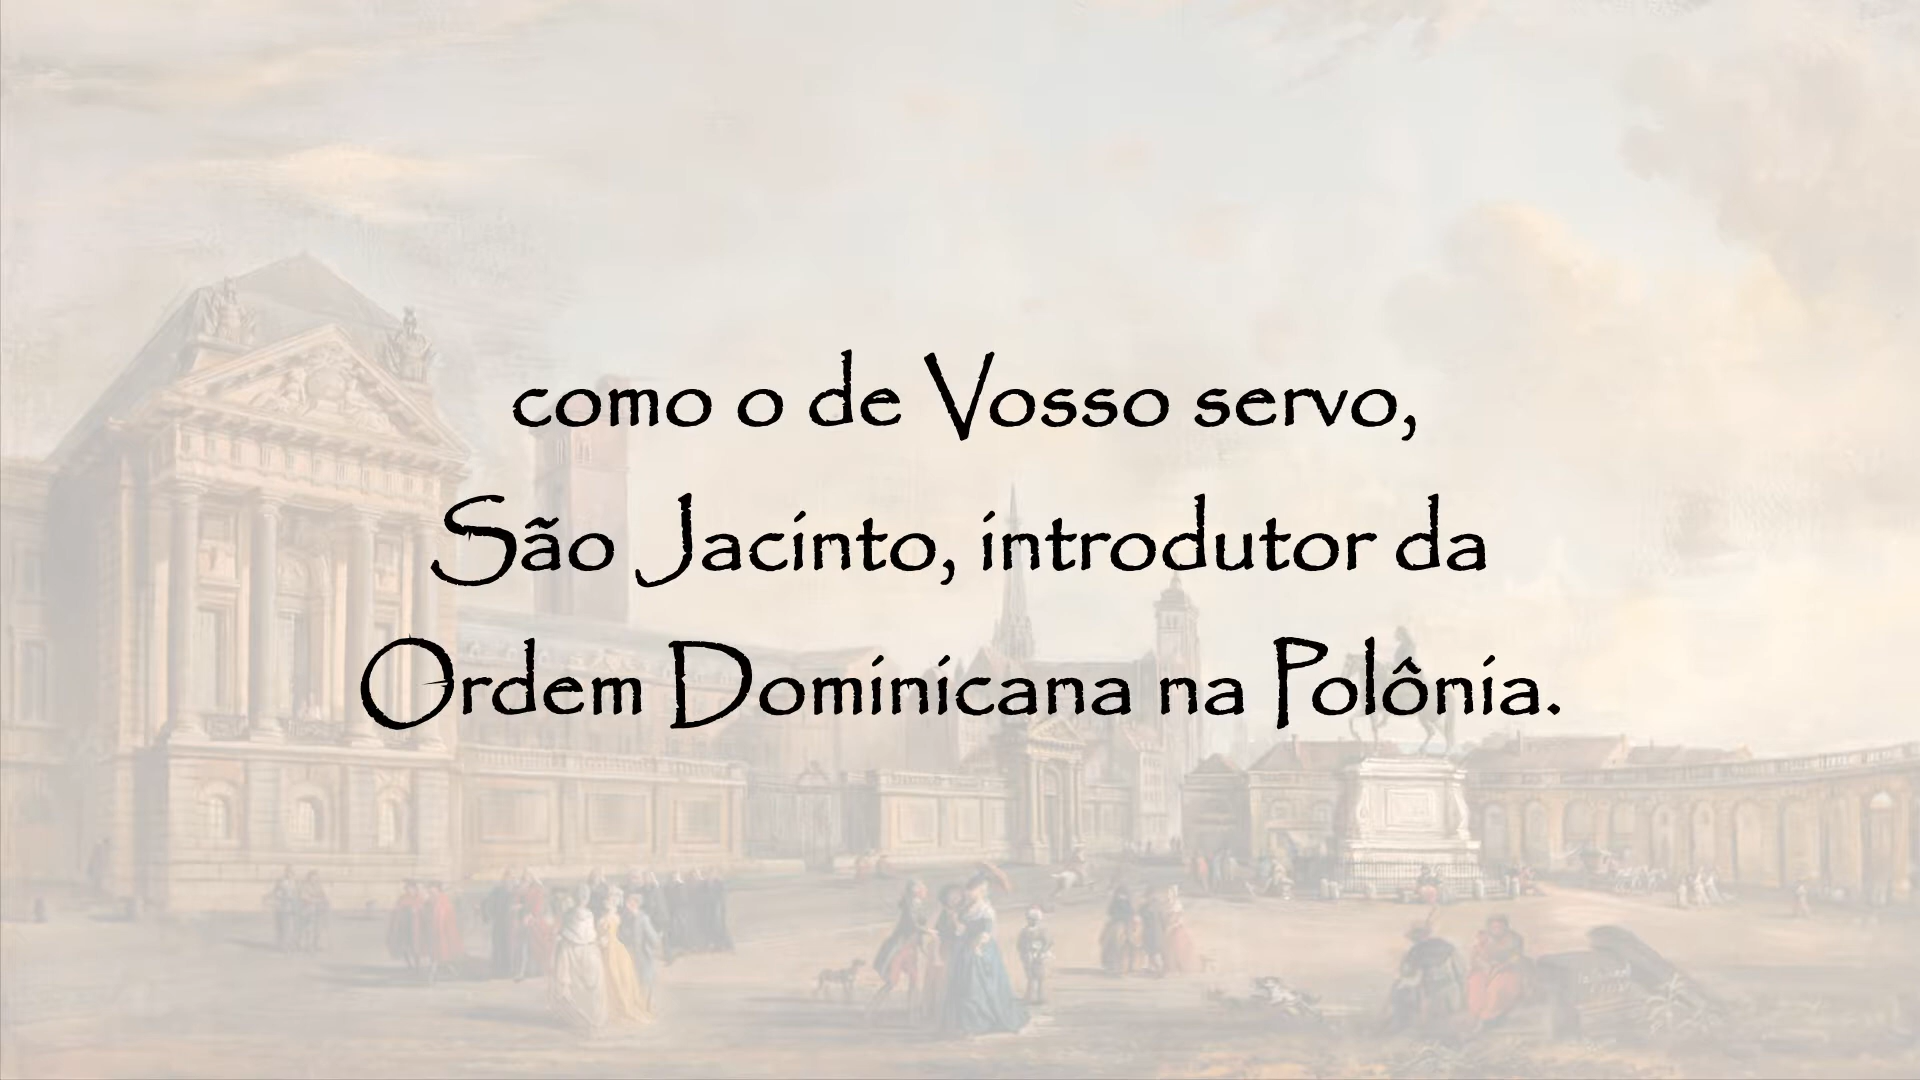 como o de Vosso servo,
São Jacinto, introdutor da
Ordem Dominicana na Polônia.